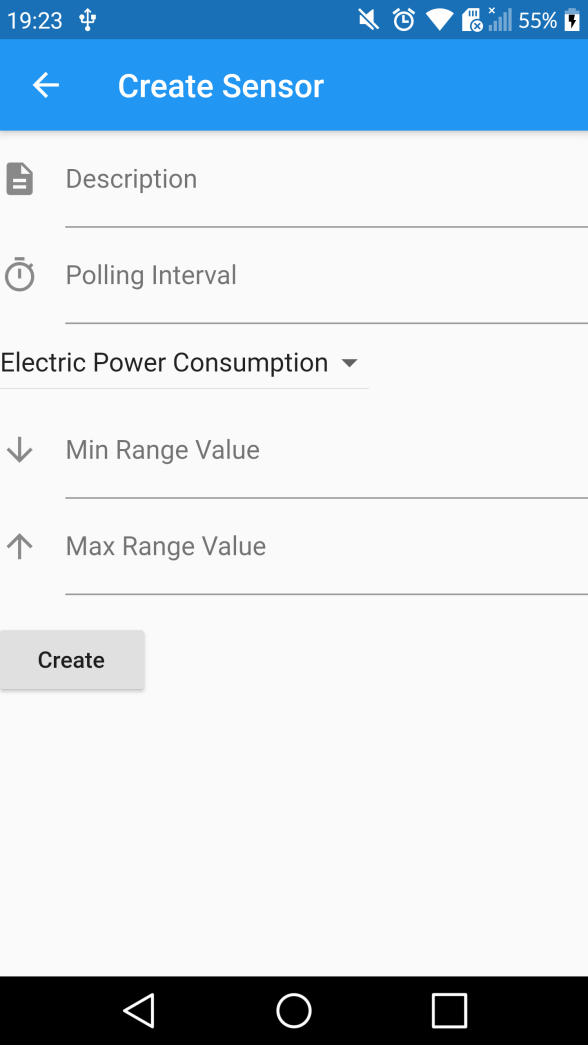 19:23 55%
Create Sensor
Description
Polling Interval
Electric Power Consumption
Min Range Value
Max Range Value
Create